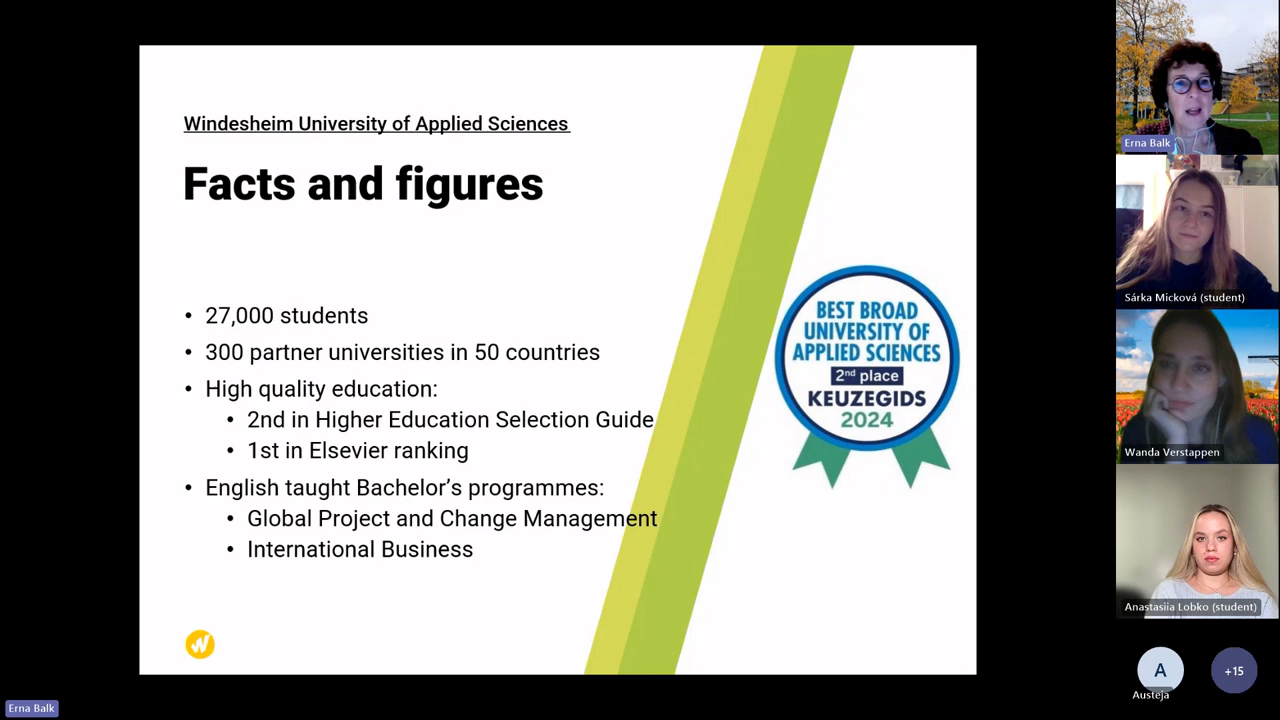 Windesheim University of Applied Sciences
Facts and figures
• 27,000 students
• 300 partner universities in 50 countries
• High quality education:
• 2nd in Higher Education Selection Guide
• 1st in Elsevier ranking
• English taught Bachelor’s programmes:
• Global Project and Change Management
• International Business
BEST BROAD
UNIVERSITY OF
APPLIED SCIENCES
2nd place
KEUZEGIDS
2024
Erna Balk
Sárka Micková (student)
Wanda Verstappen
Anastasiia Lobko (student)
A
Austeja
+15
Erna Balk